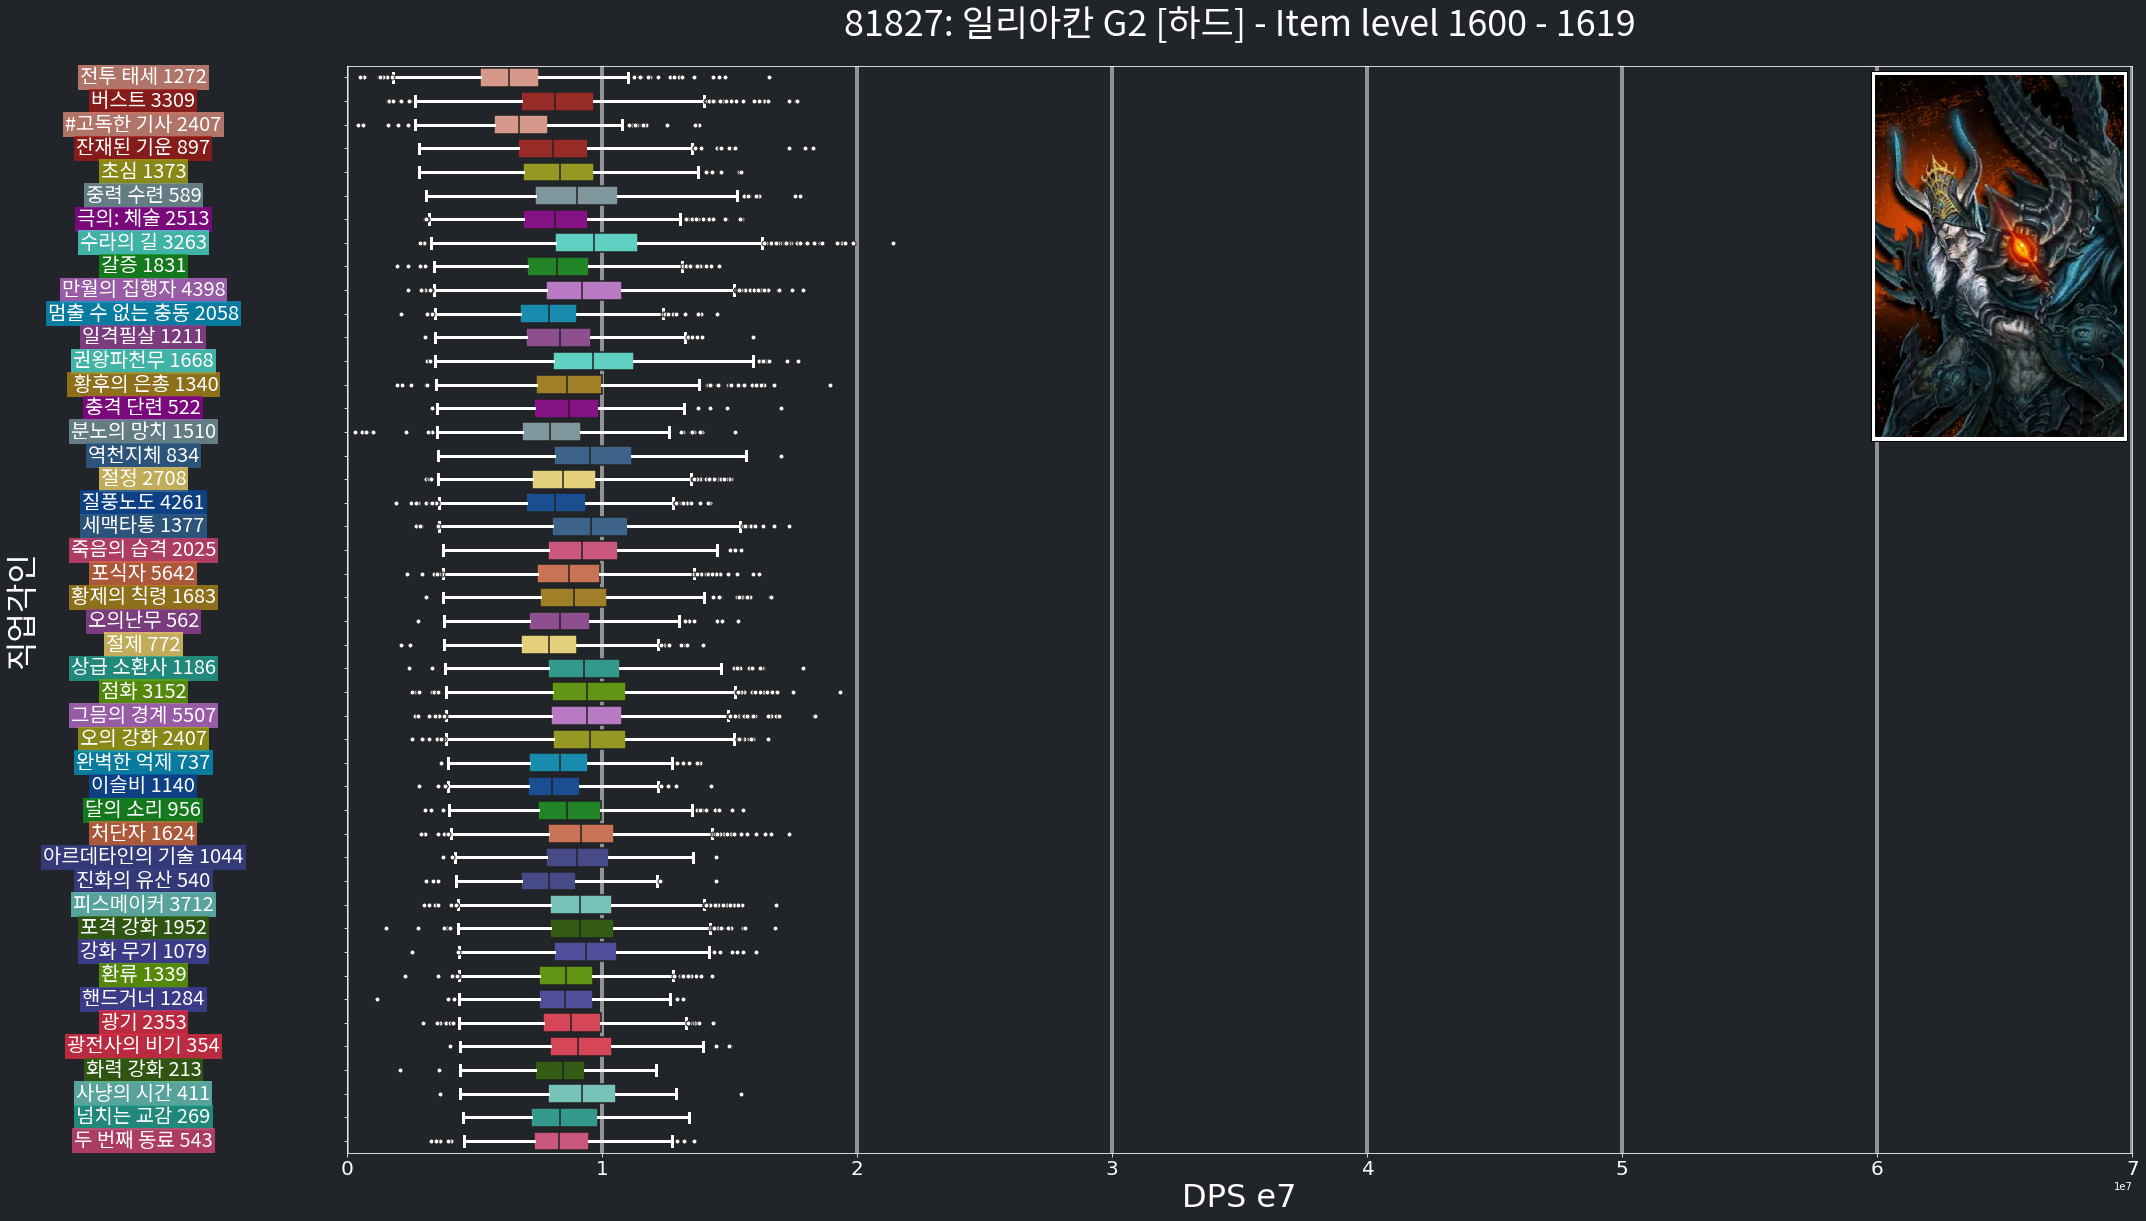 81827: 일리아칸 G2 [하드] - Item level 1600 - 1619
전투 태세 1272
버스트 3309
#고독한 기사 2407
잔재된 기운 897
초심 1373
중력 수련 589
극의: 체술 2513
수라의 길 3263
갈증 1831
만월의 집행자 4398
멈출 수 없는 충동 2058
일격필살 1211
권왕파천무 1668
황후의 은총 1340
충격 단련 522
분노의 망치 1510
역천지체 834
절정 2708
질풍노도 4261
세맥타통 1377
죽음의 습격 2025
포식자 5642
황제의 칙령 1683
오의난무 562
절제 772
상급 소환사 1186
점화 3152
그믐의 경계 5507
오의 강화 2407
완벽한 억제 737
이슬비 1140
달의 소리 956
처단자 1624
아르데타인의 기술 1044
진화의 유산 540
피스메이커 3712
포격 강화 1952
강화 무기 1079
환류 1339
핸드거너 1284
광기 2353
광전사의 비기 354
화력 강화 213
사냥의 시간 411
넘치는 교감 269
두 번째 동료 543
직업각인
0 1 2 3 4 5 6 7
DPS e7
1e7